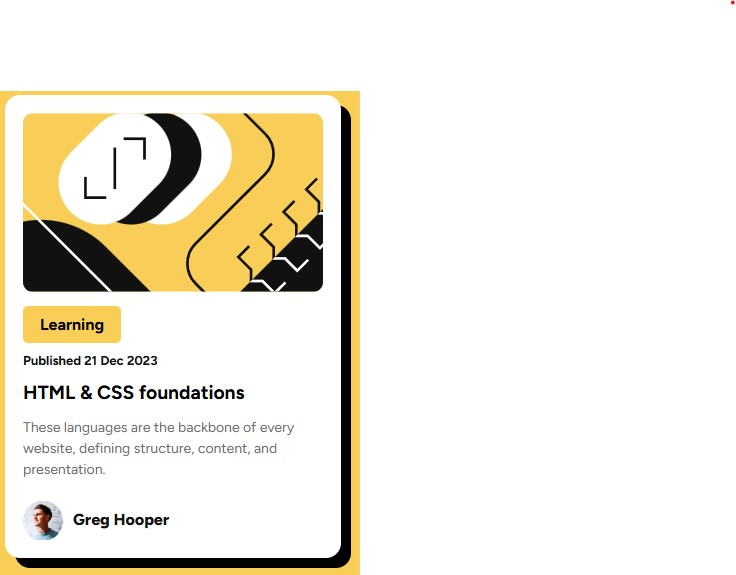 Learning
Published 21 Dec 2023
HTML & CSS foundations
These languages are the backbone of every
website, defining structure, content, and
presentation.
Greg Hooper